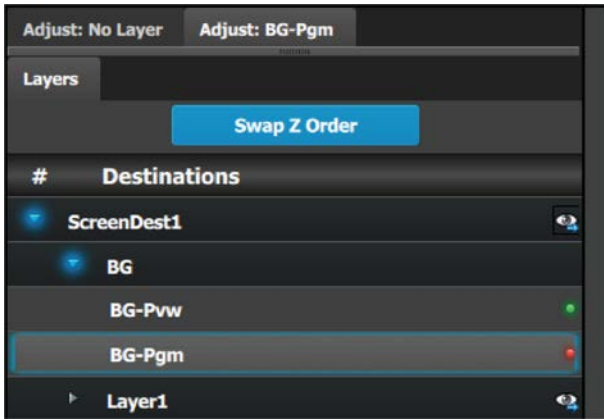 Adjust: No Layer Adjust: BG-Pgm
Layers
Swap Z Order
# Destinations
ScreenDest1
BG
BG-Pvw
BG-Pgm
Layer1